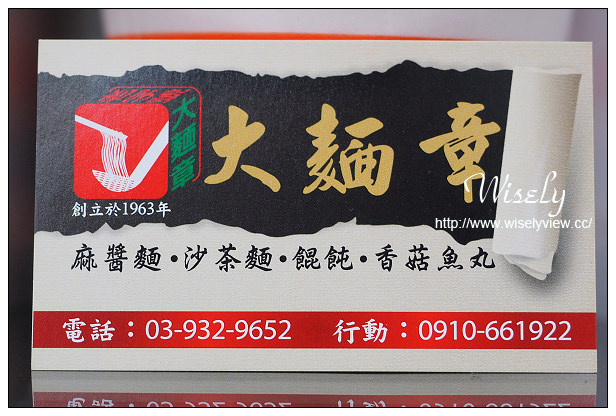 大麵章
大麵章
創立於1963年
Wisely
http://www.wiselyview.cc/
麻醬麵•沙茶麵•餛飩•香菇魚丸
電話：03-932-9652 行動：0910-661922